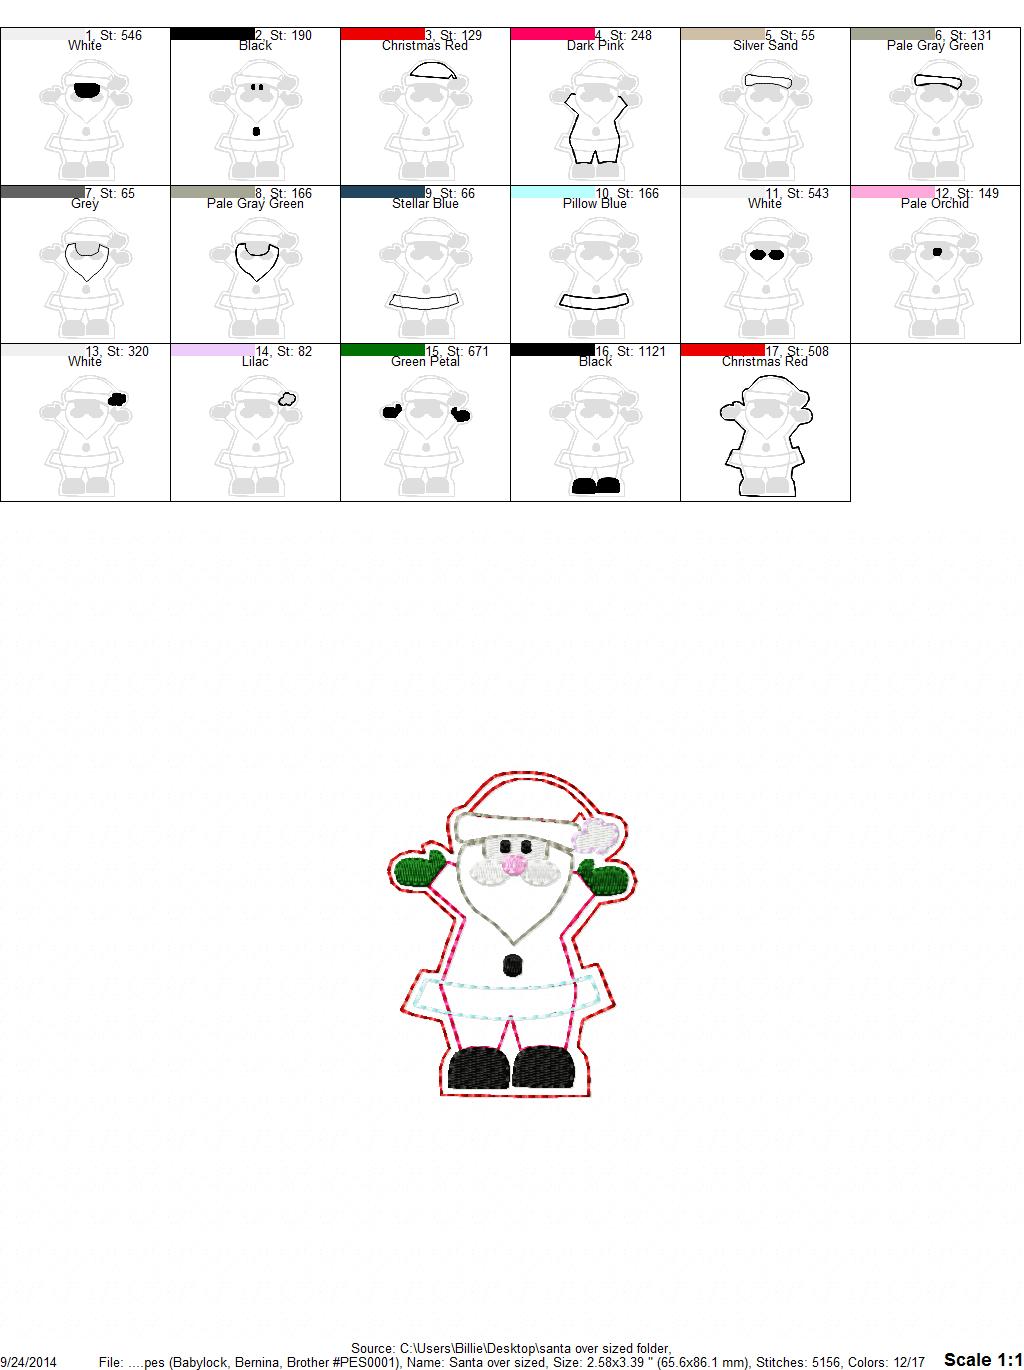 1, St: 546
White
2, St: 190
Black
3, St: 129
Christmas Red
4, St: 248
Dark Pink
5, St: 55
Silver Sand
6, St: 131
Pale Gray Green
7, St: 65
Grey
8, St: 166
Pale Gray Green
9, St: 66
Stellar Blue
10, St: 166
Pillow Blue
11, St: 543
White
12, St: 149
Pale Orchid
13, St: 320
White
14, St: 82
Lilac
15, St: 671
Green Petal
16, St: 1121
Black
17, St: 508
Christmas Red
Source: C:\Users\Billie\Desktop\santa over sized folder,
9/24/2014 File: ....pes (Babylock, Bernina, Brother #PES0001), Name: Santa over sized, Size: 2.58x3.39 " (65.6x86.1 mm), Stitches: 5156, Colors: 12/17 Scale 1:1